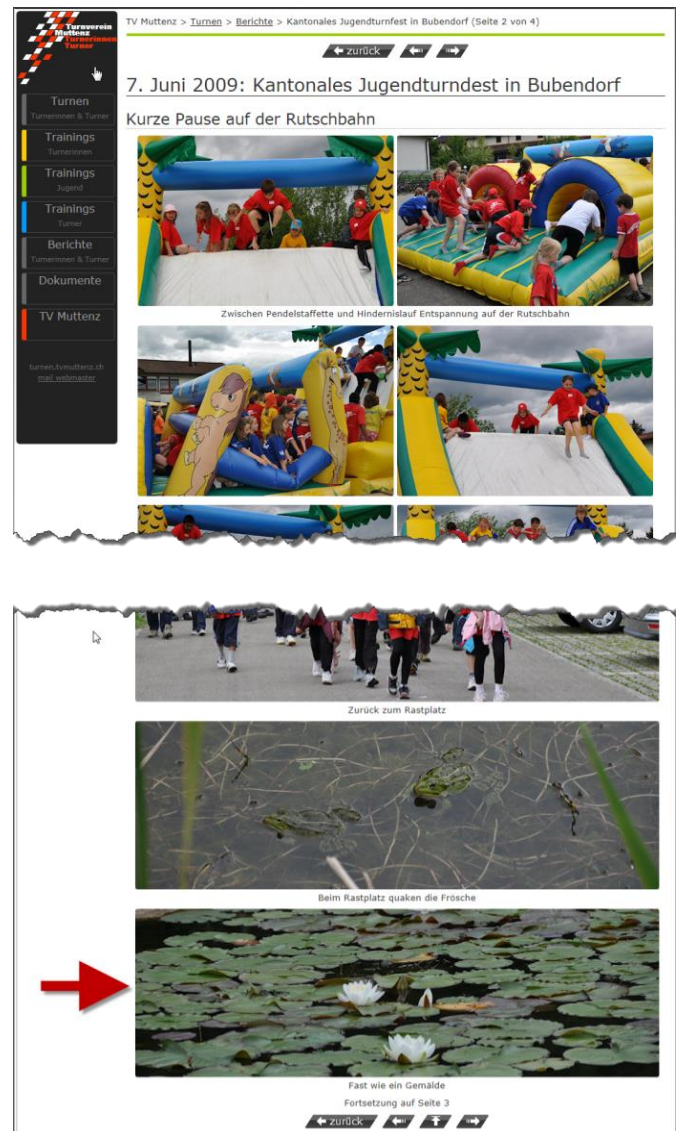 Turnverein
Muttenz
Turnerinnen
Turner
Turnen
Turnerinnen & Turner
Trainings
Turnerinnen
Trainings
Jugend
Trainings
Turner
Berichte
Turnerinnen & Turner
Dokumente
TV Muttenz
turnen.tvmuttenz.ch
mail webmaster
TV Muttenz > Turnen > Berichte > Kantonales Jugendturnfest in Bubendorf (Seite 2 von 4)
zurück
7. Juni 2009: Kantonales Jugendturndest in Bubendorf
Kurze Pause auf der Rutschbahn
Zwischen Pendelstaffette und Hindernislauf Entspannung auf der Rutschbahn
Zurück zum Rastplatz
Beim Rastplatz quaken die Frösche
Fast wie ein Gemälde
Fortsetzung auf Seite 3
zurück